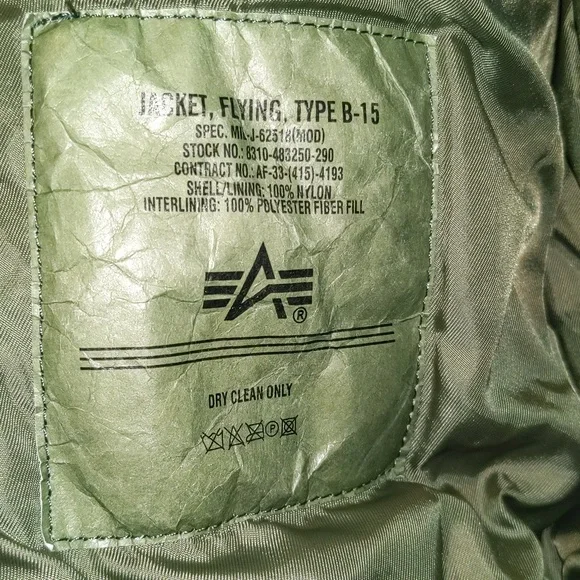 JACKET, FLYING, TYPE B-15
SPEC. MIL-J-62518(MOD)
STOCK NO.: 8310-483250-290
CONTRACT NO.: AF-33-(415)-4193
SHELL/LINING: 100% NYLON
INTERLINING: 100% POLYESTER FIBER FILL
A
®
DRY CLEAN ONLY
P